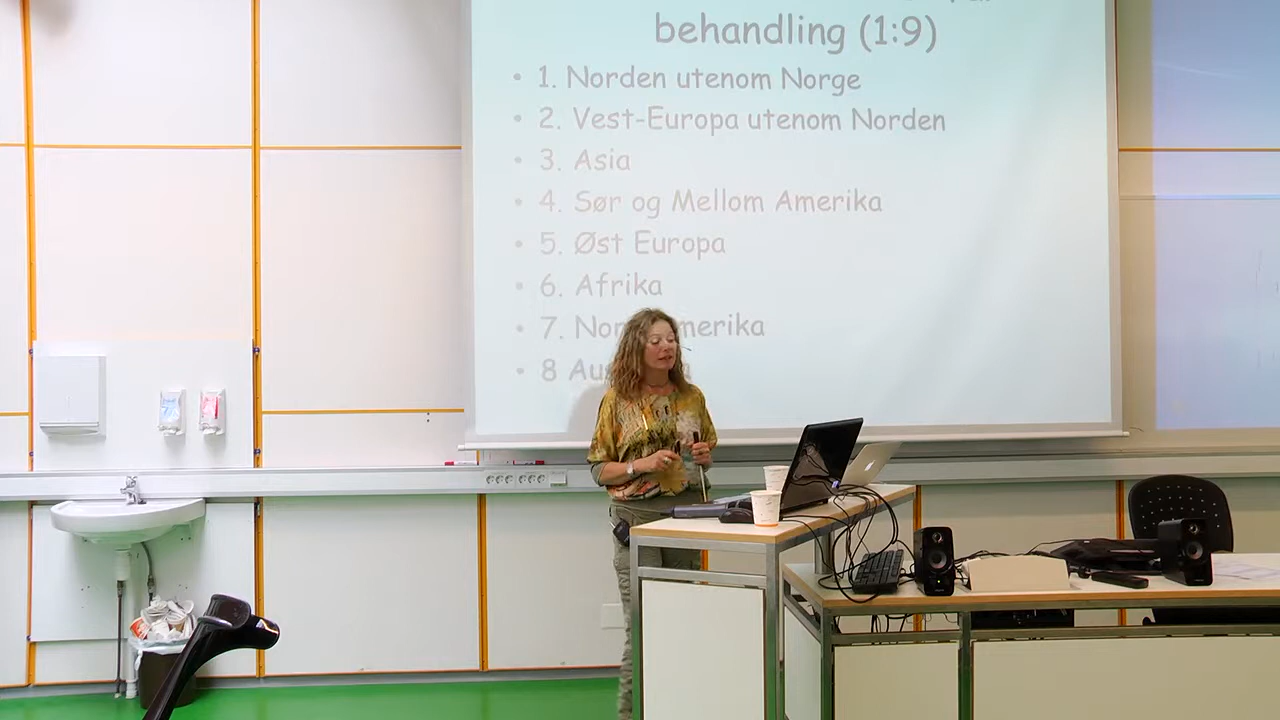 behandling (1:9)
• 1. Norden utenom Norge
• 2. Vest-Europa utenom Norden
• 3. Asia
• 4. Sør og Mellom Amerika
• 5. Øst Europa
• 6. Afrika
• 7.
• 8